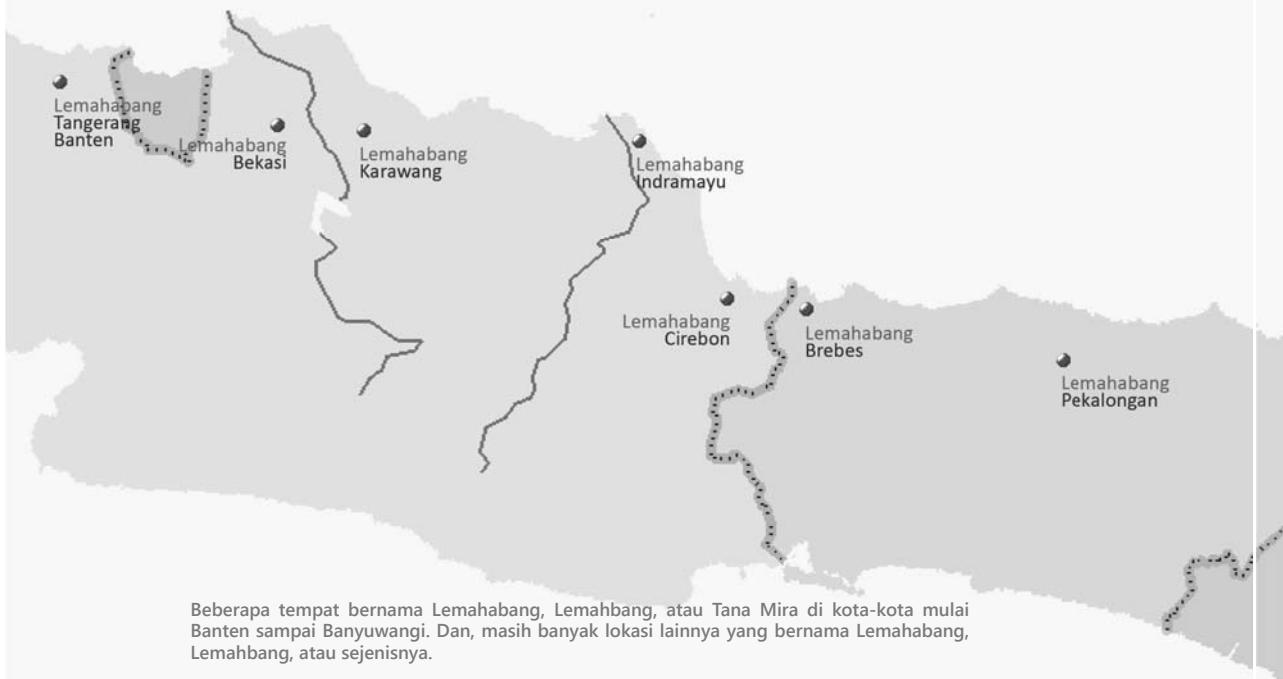 Lemahabang
Tangerang
Banten
Lemahabang
Bekasi
Lemahabang
Karawang
Lemahabang
Indramayu
Lemahabang
Cirebon
Lemahabang
Brebes
Lemahabang
Pekalongan
Beberapa tempat bernama Lemahabang, Lemahbang, atau Tana Mira di kota-kota mulai
Banten sampai Banyuwangi. Dan, masih banyak lokasi lainnya yang bernama Lemahabang,
Lemahbang, atau sejenisnya.